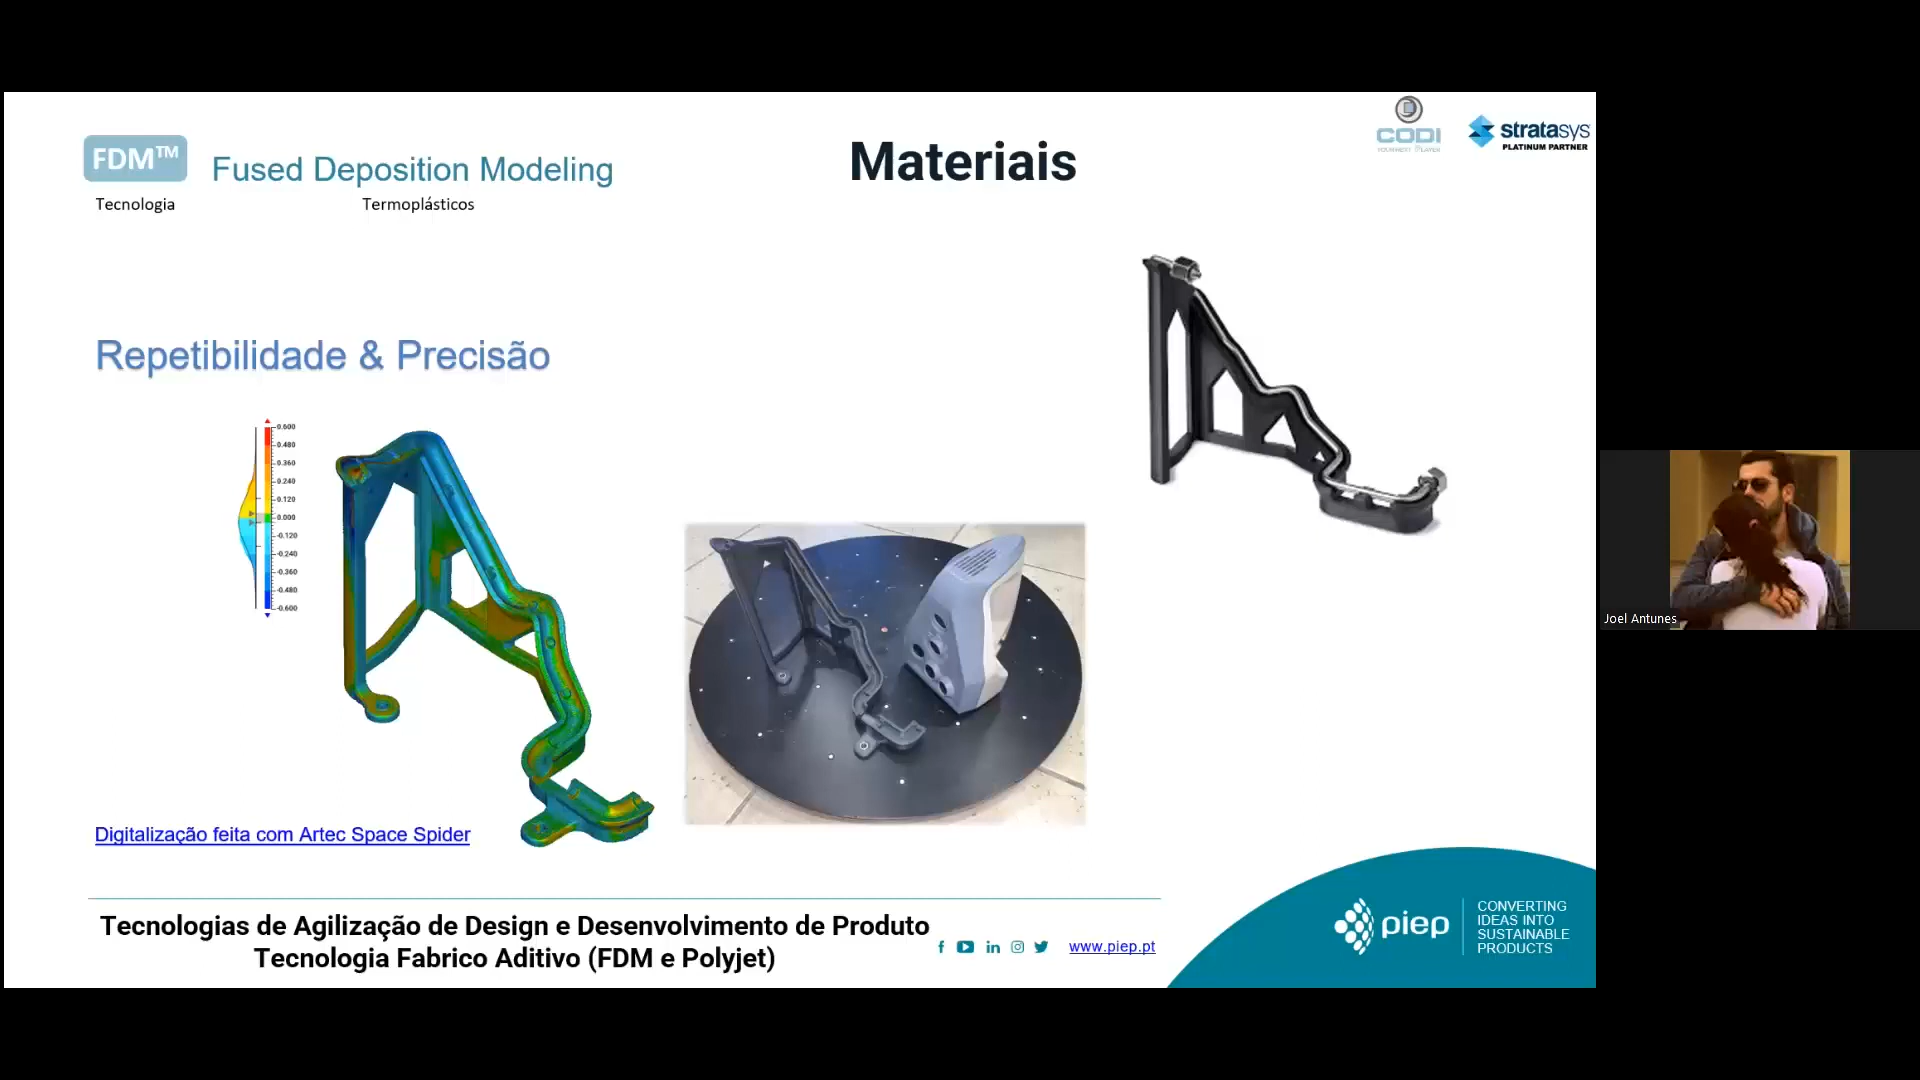 FDM™
Fused Deposition Modeling
Tecnologia
Termoplásticos
Materiais
CODI
stratasys
PLATINUM PARTNER
Repetibilidade & Precisão
0.600
0.480
0.360
0.240
0.120
0.000
-0.120
-0.240
-0.360
-0.480
-0.600
Digitalização feita com Artec Space Spider
Joel Antunes
Tecnologias de Agilização de Design e Desenvolvimento de Produto
Tecnologia Fabrico Aditivo (FDM e Polyjet)
www.piep.pt
piep
CONVERTING
IDEAS INTO
SUSTAINABLE
PRODUCTS